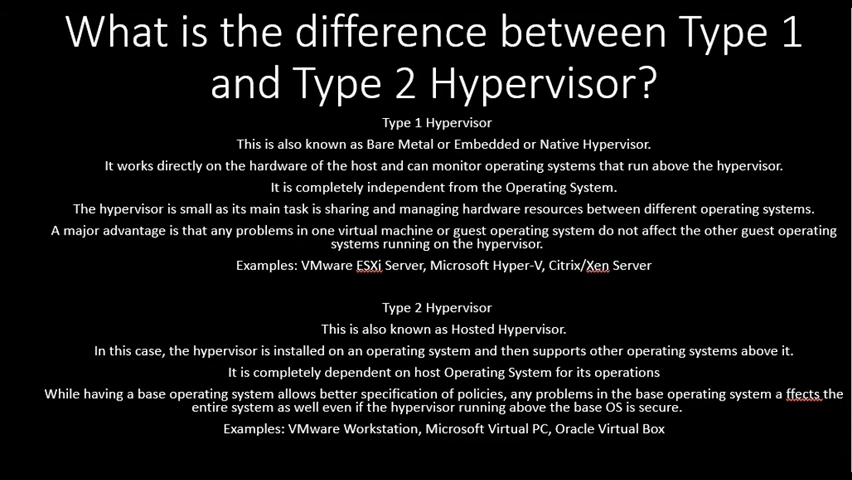 What is the difference between Type 1
and Type 2 Hypervisor?
Type 1 Hypervisor
This is also known as Bare Metal or Embedded or Native Hypervisor.
It works directly on the hardware of the host and can monitor operating systems that run above the hypervisor.
It is completely independent from the Operating System.
The hypervisor is small as its main task is sharing and managing hardware resources between different operating systems.
A major advantage is that any problems in one virtual machine or guest operating system do not affect the other guest operating
systems running on the hypervisor.
Examples: VMware ESXi Server, Microsoft Hyper-V, Citrix/Xen Server
Type 2 Hypervisor
This is also known as Hosted Hypervisor.
In this case, the hypervisor is installed on an operating system and then supports other operating systems above it.
It is completely dependent on host Operating System for its operations
While having a base operating system allows better specification of policies, any problems in the base operating system a ffects the
entire system as well even if the hypervisor running above the base OS is secure.
Examples: VMware Workstation, Microsoft Virtual PC, Oracle Virtual Box